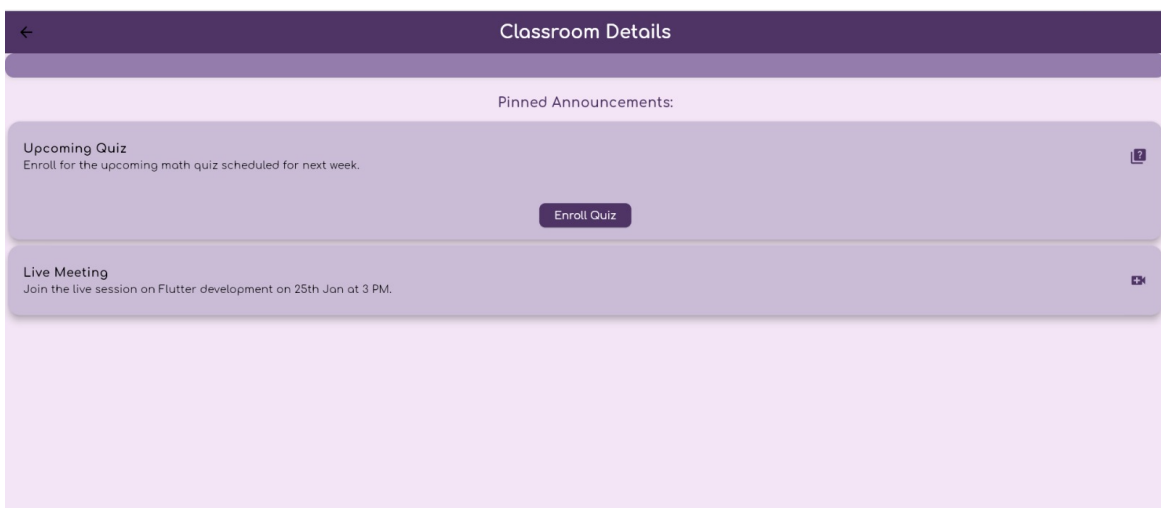 Classroom Details
Pinned Announcements:
Upcoming Quiz
Enroll for the upcoming math quiz scheduled for next week.
Enroll Quiz
Live Meeting
Join the live session on Flutter development on 25th Jan at 3 PM.